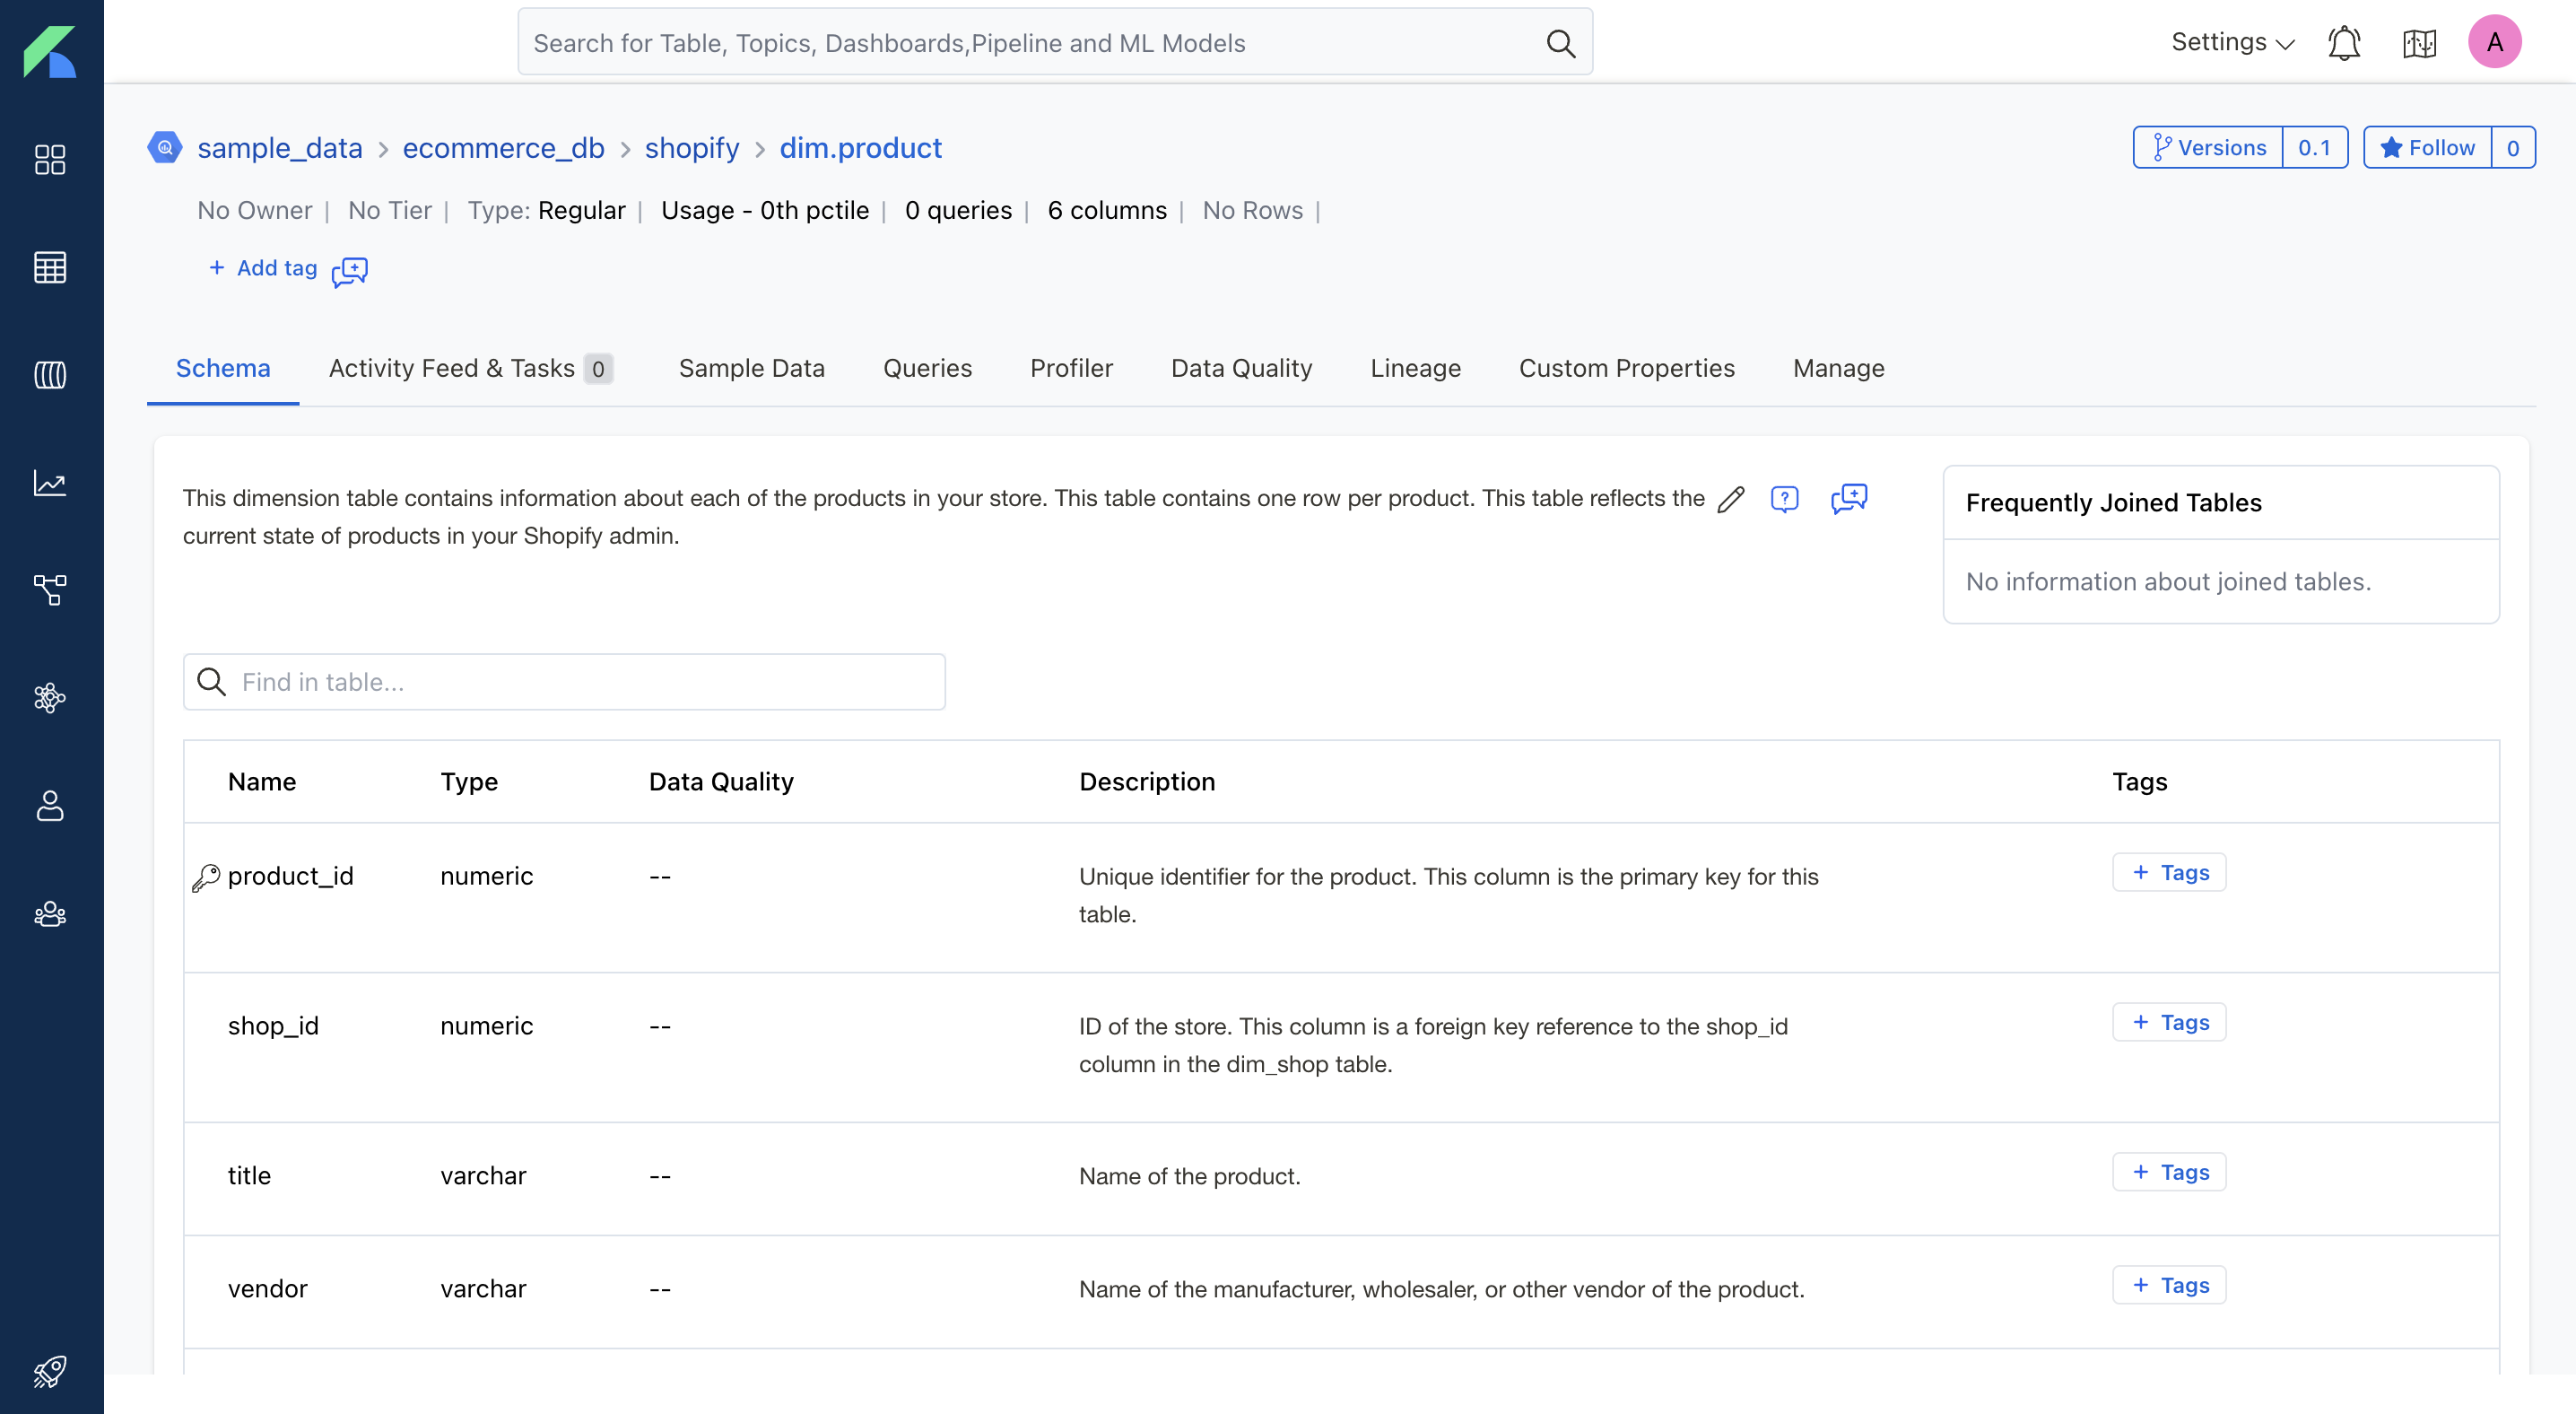 Search for Table, Topics, Dashboards,Pipeline and ML Models
Settings
A
sample_data > ecommerce_db > shopify > dim.product
Versions 0.1
Follow 0
No Owner | No Tier | Type: Regular | Usage - 0th pctile | 0 queries | 6 columns | No Rows |
+ Add tag
Schema Activity Feed & Tasks 0 Sample Data Queries Profiler Data Quality Lineage Custom Properties Manage
This dimension table contains information about each of the products in your store. This table contains one row per product. This table reflects the
current state of products in your Shopify admin.
Frequently Joined Tables
No information about joined tables.
Find in table...
Name Type Data Quality Description Tags
product_id numeric -- Unique identifier for the product. This column is the primary key for this
table.
+ Tags
shop_id numeric -- ID of the store. This column is a foreign key reference to the shop_id
column in the dim_shop table.
+ Tags
title varchar -- Name of the product. + Tags
vendor varchar -- Name of the manufacturer, wholesaler, or other vendor of the product. + Tags